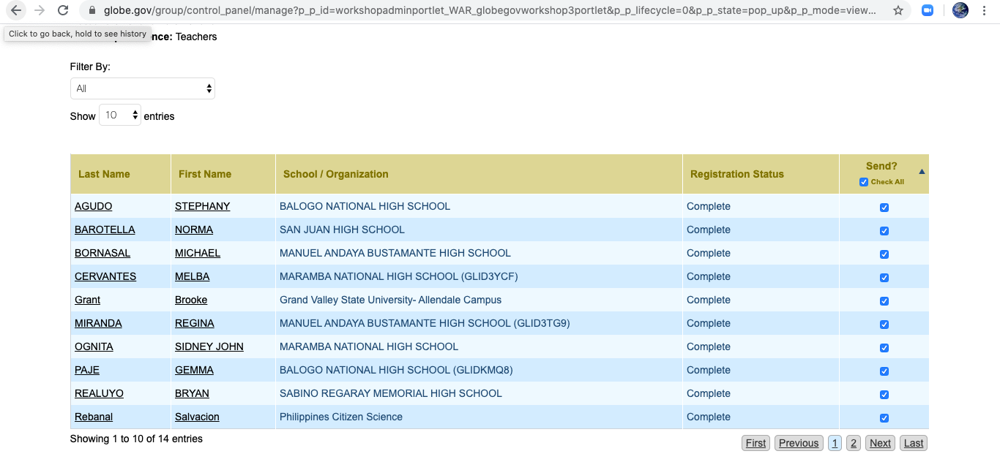 globe.gov/group/control_panel/manage?p_p_id=workshopadminportlet_WAR_globegovworkshop3portlet&p_p_lifecycle=0&p_p_state=pop_up&p_p_mode=view...
Click to go back, hold to see history
nce: Teachers
Filter By:
All
Show 10 entries
Last Name First Name School / Organization Registration Status Send?
Check All
AGUDO STEPHANY BALOGO NATIONAL HIGH SCHOOL Complete
BAROTELLA NORMA SAN JUAN HIGH SCHOOL Complete
BORNASAL MICHAEL MANUEL ANDAYA BUSTAMANTE HIGH SCHOOL Complete
CERVANTES MELBA MARAMBA NATIONAL HIGH SCHOOL (GLID3YCF) Complete
Grant Brooke Grand Valley State University- Allendale Campus Complete
MIRANDA REGINA MANUEL ANDAYA BUSTAMANTE HIGH SCHOOL (GLID3TG9) Complete
OGNITA SIDNEY JOHN MARAMBA NATIONAL HIGH SCHOOL Complete
PAJE GEMMA BALOGO NATIONAL HIGH SCHOOL (GLIDKMQ8) Complete
REALUYO BRYAN SABINO REGARAY MEMORIAL HIGH SCHOOL Complete
Rebanal Salvacion Philippines Citizen Science Complete
Showing 1 to 10 of 14 entries First Previous 1 2 Next Last